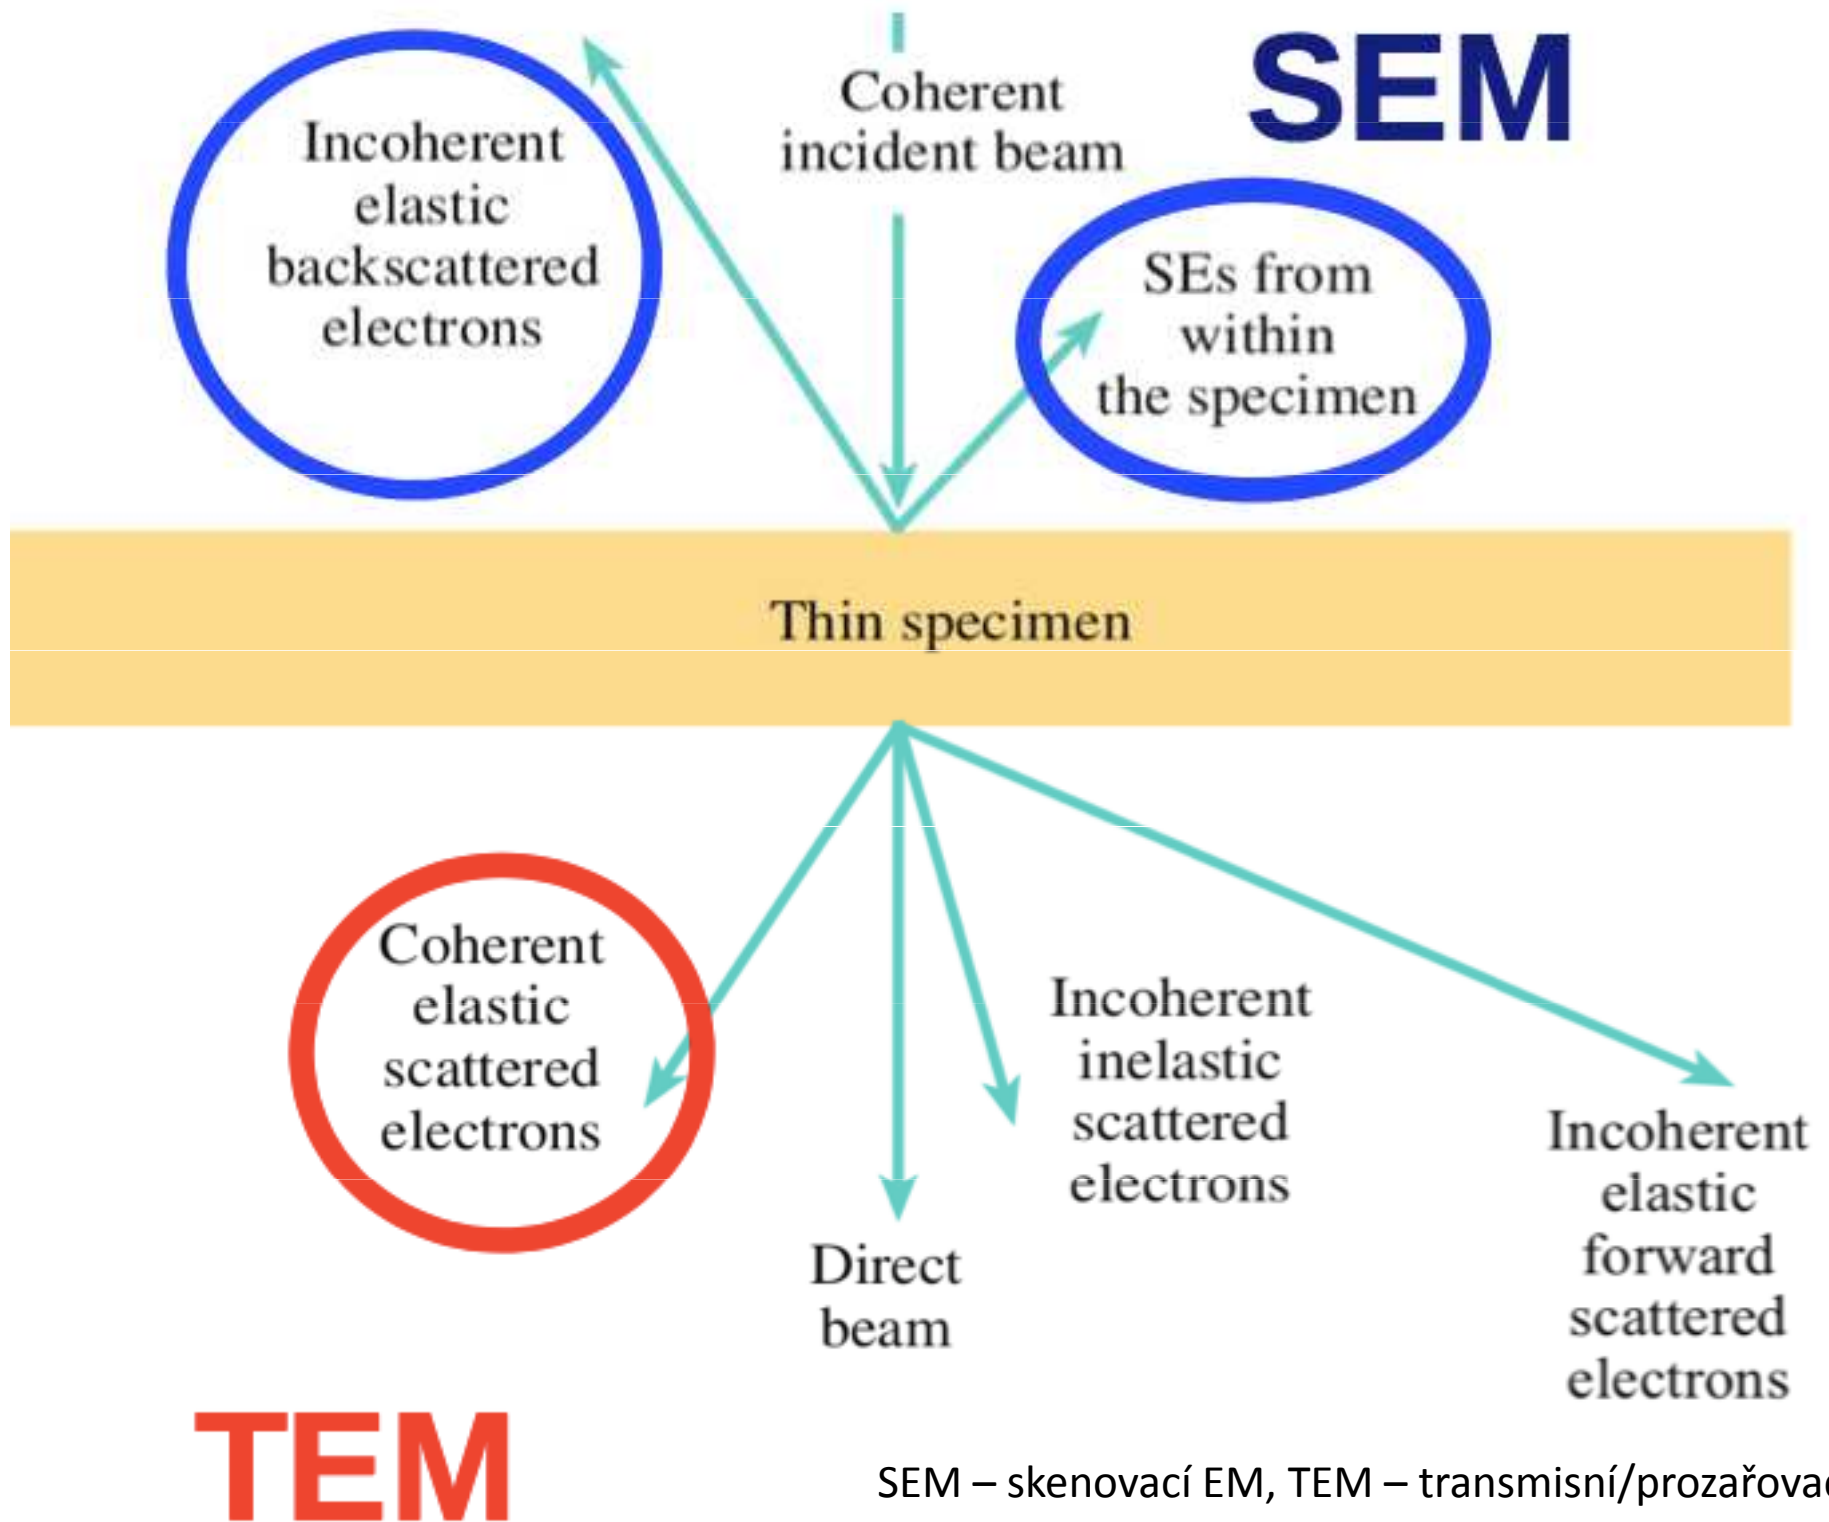 SEM
Coherent
incident beam
Incoherent
elastic
backscattered
electrons
SEs from
within
the specimen
Thin specimen
Coherent
elastic
scattered
electrons
Direct
beam
Incoherent
inelastic
scattered
electrons
Incoherent
elastic
forward
scattered
electrons
TEM
SEM – skenovací EM, TEM – transmisní/prozařovac